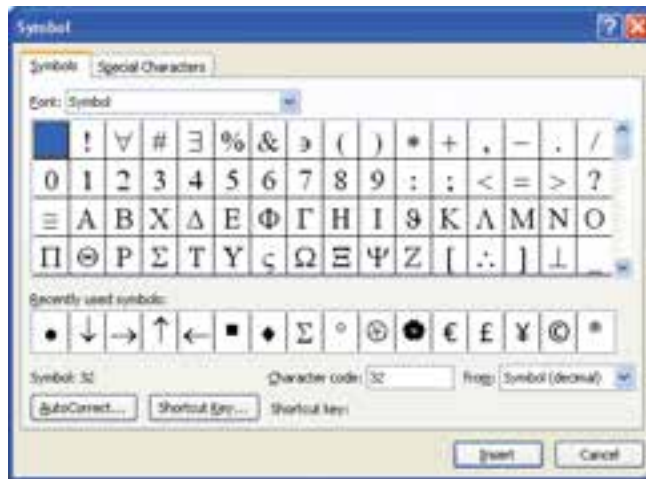 Symbol
Symbols Special Characters
Font: Symbol
! ∀ # ∃ % & ∍ ( ) * + , − . /
0 1 2 3 4 5 6 7 8 9 : ; < = > ?
≅ Α Β Χ Δ Ε Φ Γ Η Ι ϑ Κ Λ Μ Ν Ο
Π Θ Ρ Σ Τ Υ ς Ω Ξ Ψ Ζ [ ∴ ] ⊥ _
Recently used symbols:
● ↓ → ↑ ← ■ ♦ Σ ° € £ ¥ ©
Symbol: 32 Character code: 32 From: Symbol (decimal)
AutoCorrect... Shortcut Key... Shortcut key:
Insert Cancel